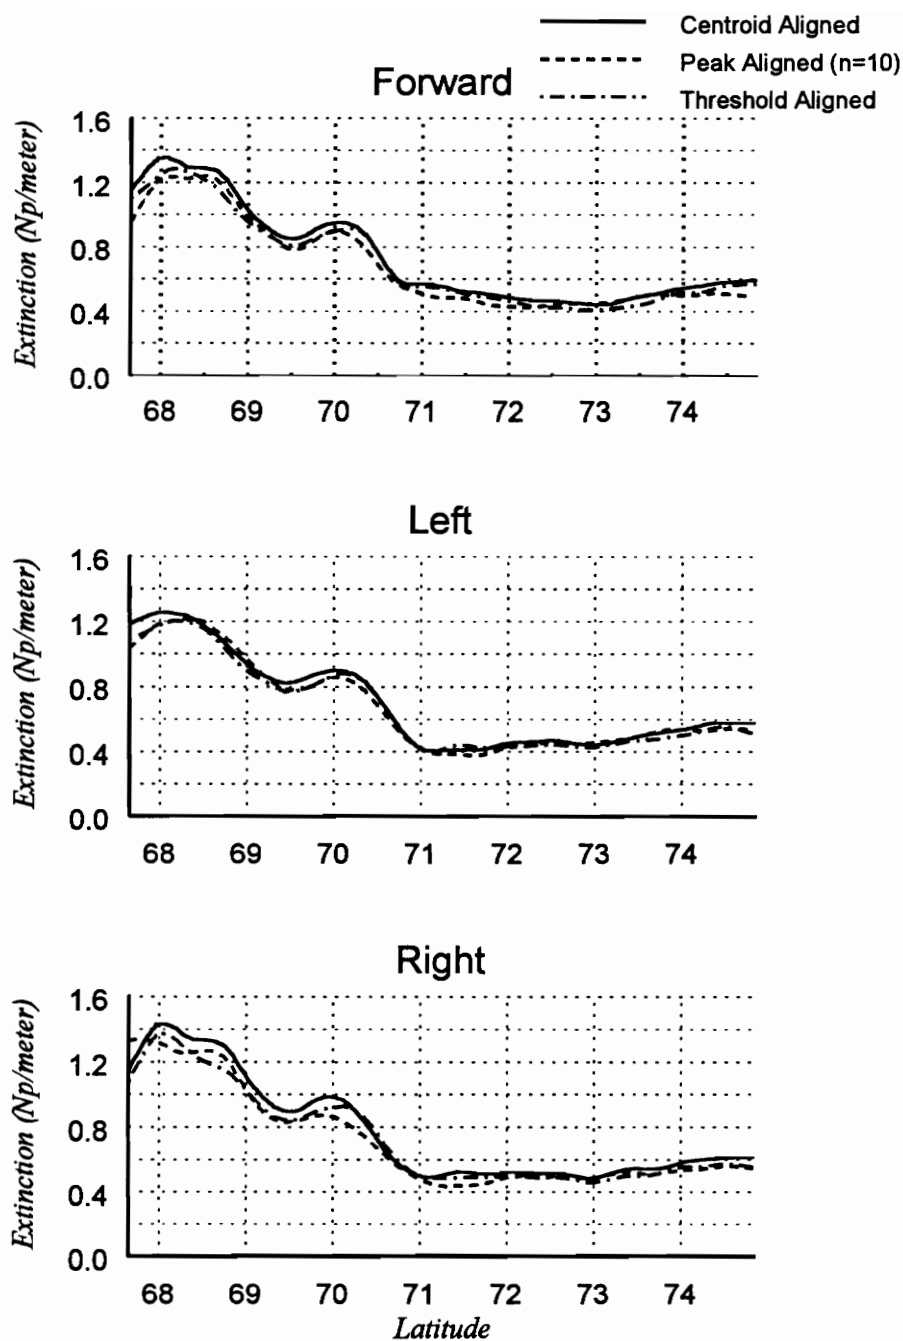 Centroid Aligned
Peak Aligned (n=10)
Threshold Aligned
Forward
Extinction (Np/meter)
1.6
1.2
0.8
0.4
0.0
68 69 70 71 72 73 74
Left
Extinction (Np/meter)
1.6
1.2
0.8
0.4
0.0
68 69 70 71 72 73 74
Right
Extinction (Np/meter)
1.6
1.2
0.8
0.4
0.0
68 69 70 71 72 73 74
Latitude